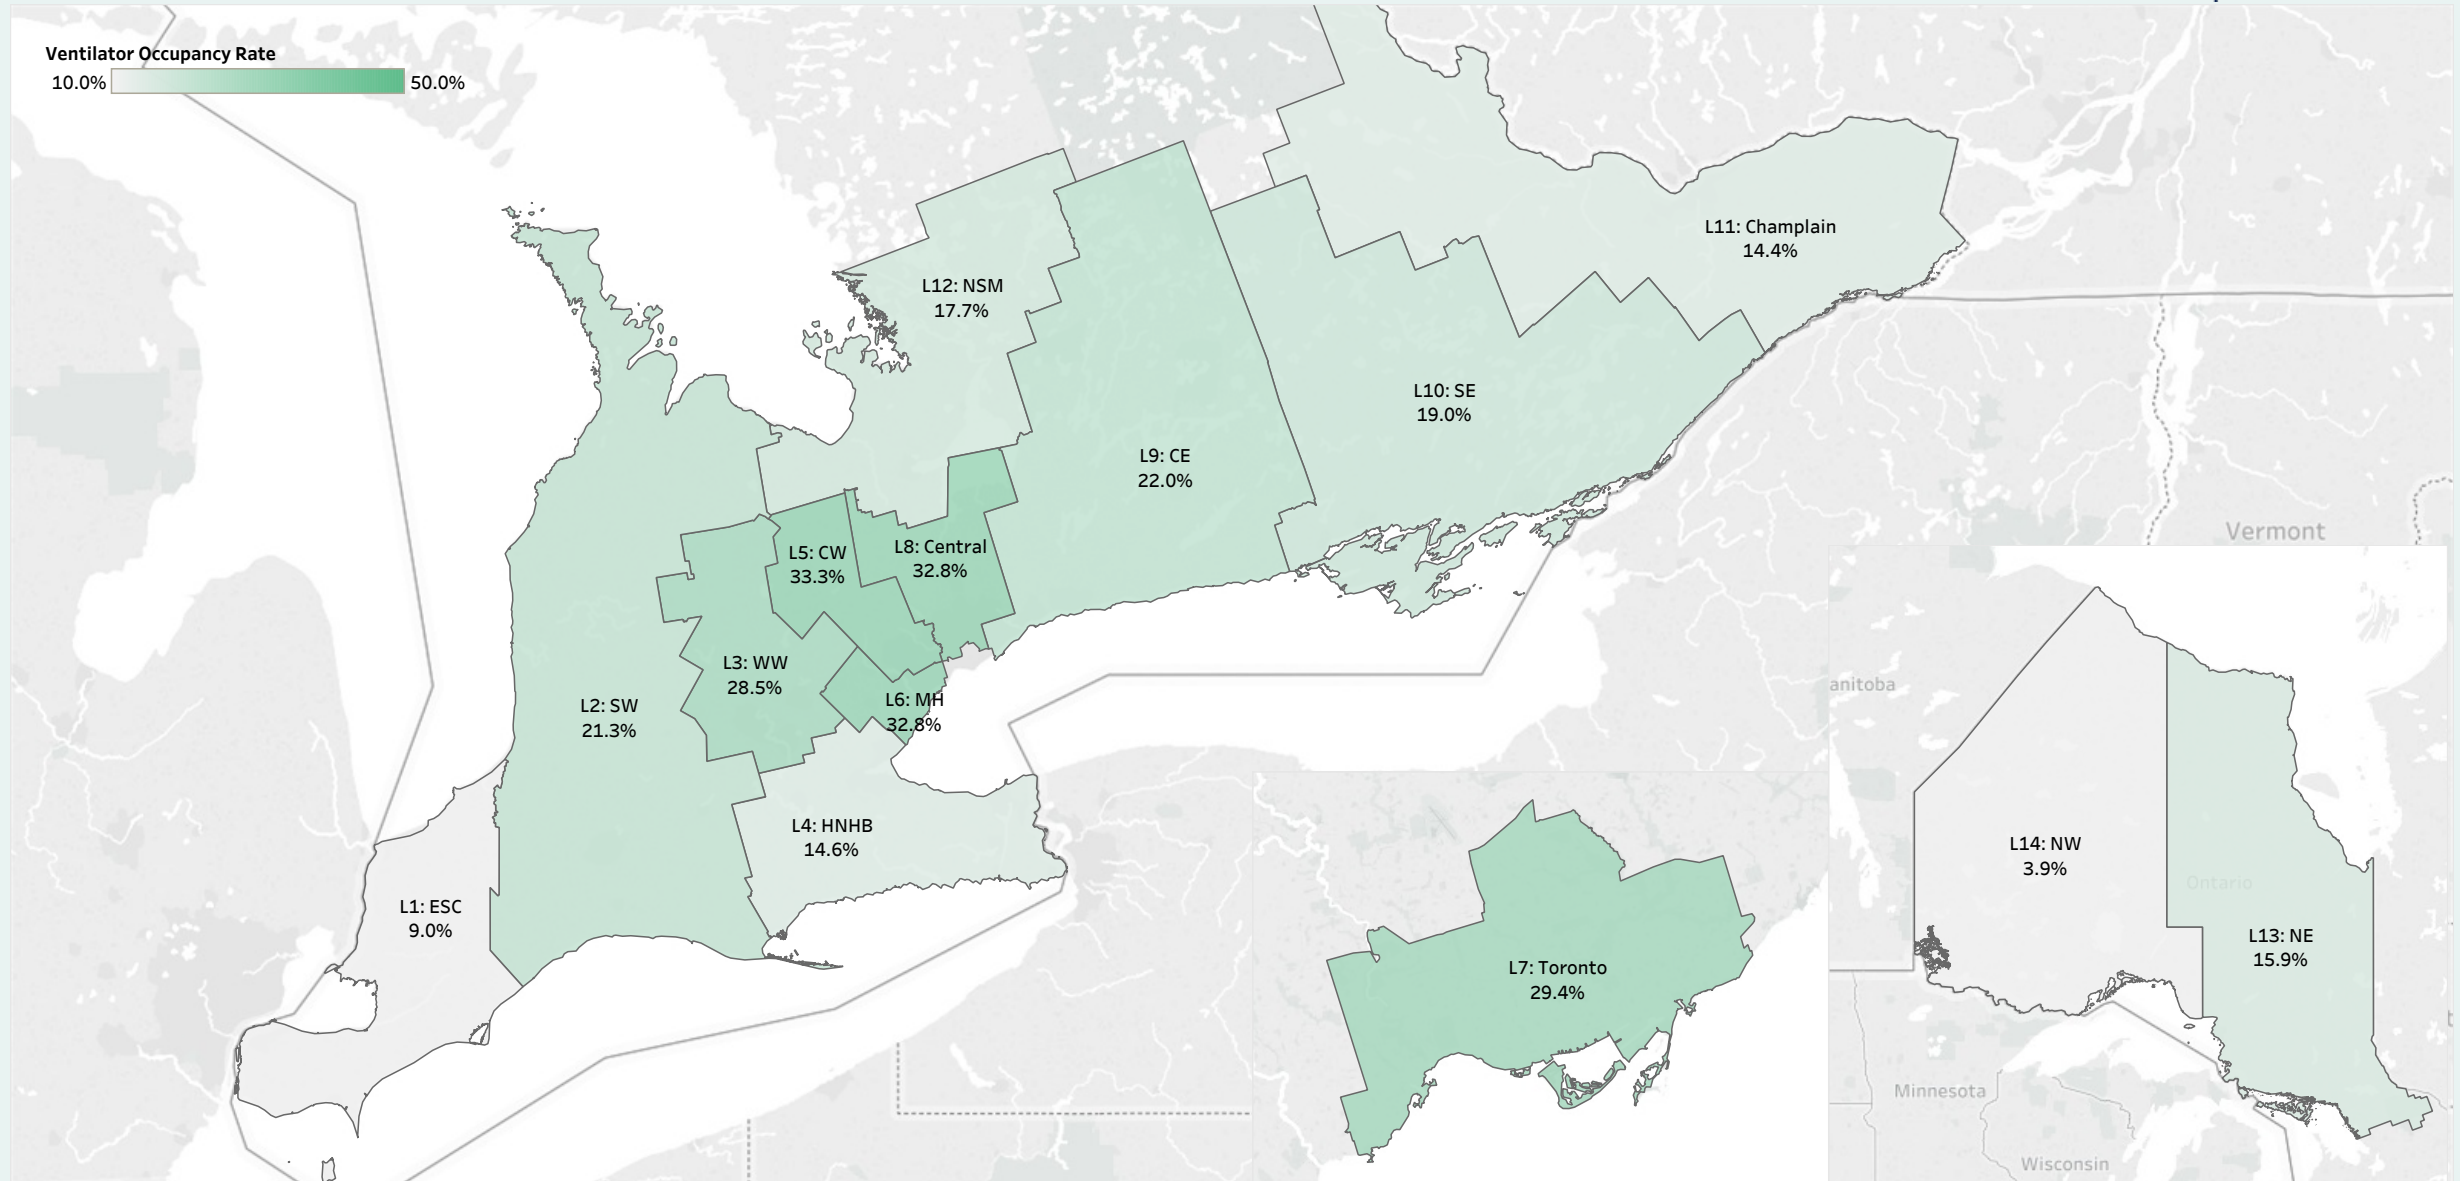 Ventilator Occupancy Rate
10.0% 50.0%
L11: Champlain
14.4%
L12: NSM
17.7%
L10: SE
19.0%
L9: CE
22.0%
L5: CW
33.3%
L8: Central
32.8%
Vermont
L3: WW
28.5%
L6: MH
32.8%
L2: SW
21.3%
anitoba
L4: HNHB
14.6%
L14: NW
3.9%
Ontario
L1: ESC
9.0%
L13: NE
15.9%
L7: Toronto
29.4%
Minnesota
Wisconsin